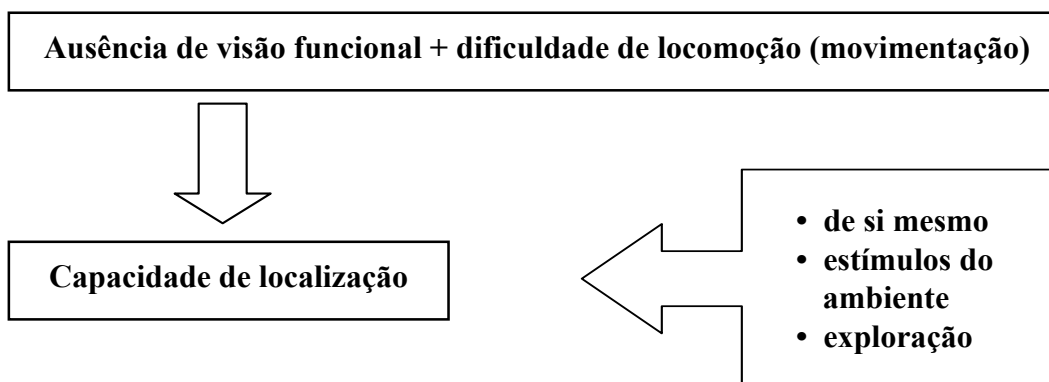 Ausência de visão funcional + dificuldade de locomoção (movimentação)
Capacidade de localização
• de si mesmo
• estímulos do
ambiente
• exploração